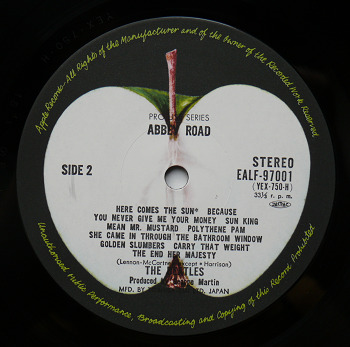 Apple Records-All Rights of the Manufacturer and of the Owner of the Recorded Work Reserved
SERIES
ABBEY ROAD
SIDE 2
STEREO
EALF-97001
(YEX-750-H)
33⅓ r. p. m.
HERE COMES THE SUN* BECAUSE
YOU NEVER GIVE ME YOUR MONEY SUN KING
MEAN MR. MUSTARD POLYTHENE PAM
SHE CAME IN THROUGH THE BATHROOM WINDOW
GOLDEN SLUMBERS CARRY THAT WEIGHT
THE END HER MAJESTY
(Lennon-McCartney except * Harrison)
THE BEATLES
Produced Martin
MFD. BY JAPAN
Unauthorized Public Performance, Broadcasting and Copying of this Record Prohibited